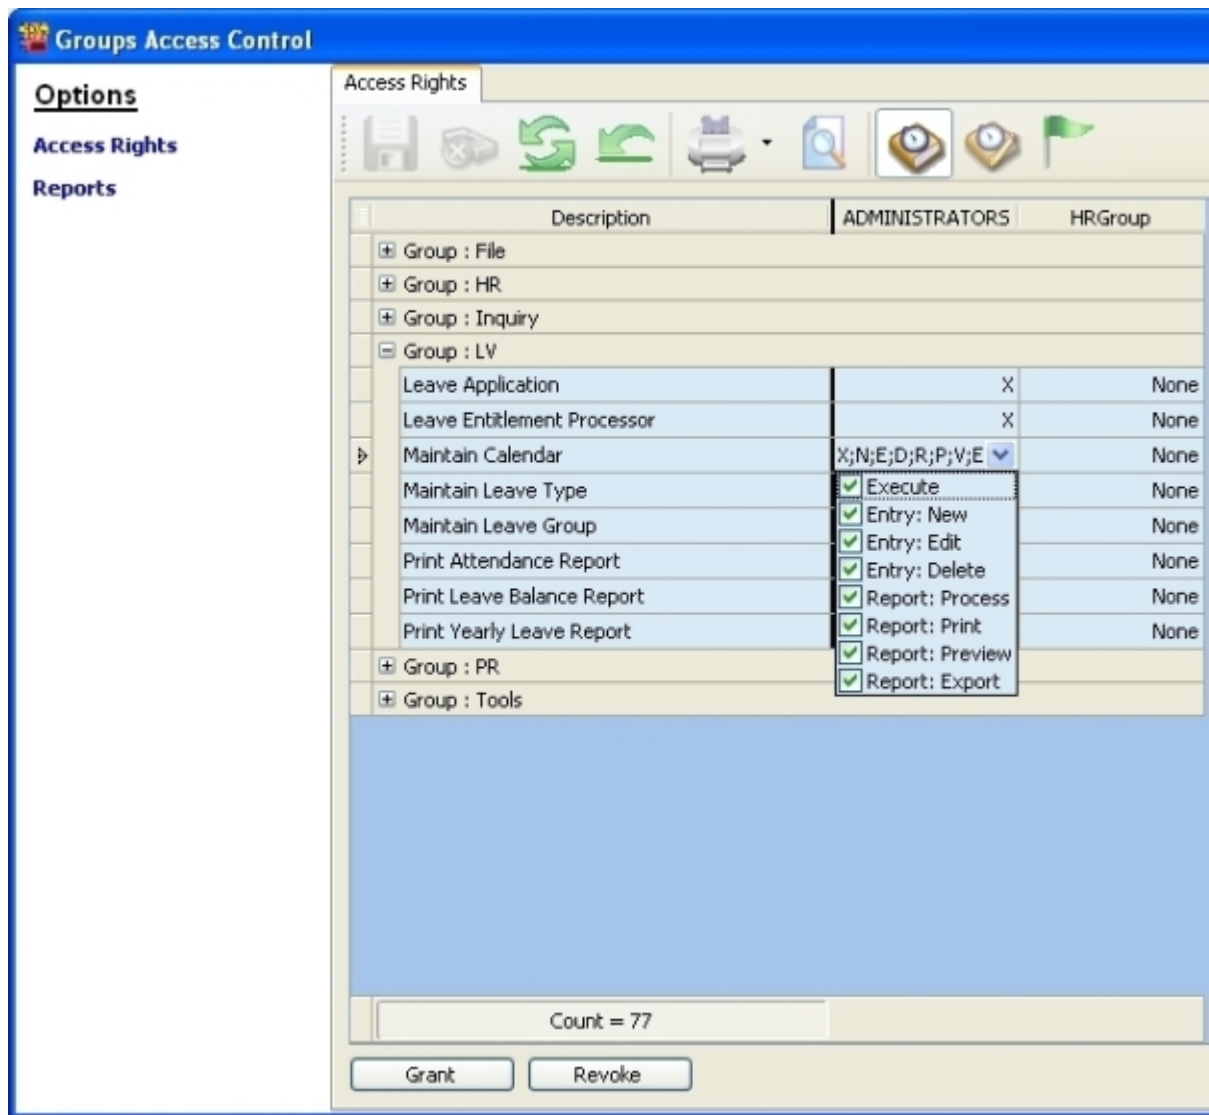 Groups Access Control
Options
Access Rights
Reports
Access Rights
Description ADMINISTRATORS HRGroup
Group : File
Group : HR
Group : Inquiry
Group : LV
Leave Application X None
Leave Entitlement Processor X None
Maintain Calendar X;N;E;D;R;P;V;E None
Maintain Leave Type None
Maintain Leave Group None
Print Attendance Report None
Print Leave Balance Report None
Print Yearly Leave Report None
Execute
Entry: New
Entry: Edit
Entry: Delete
Report: Process
Report: Print
Report: Preview
Report: Export
Group : PR
Group : Tools
Count = 77
Grant Revoke